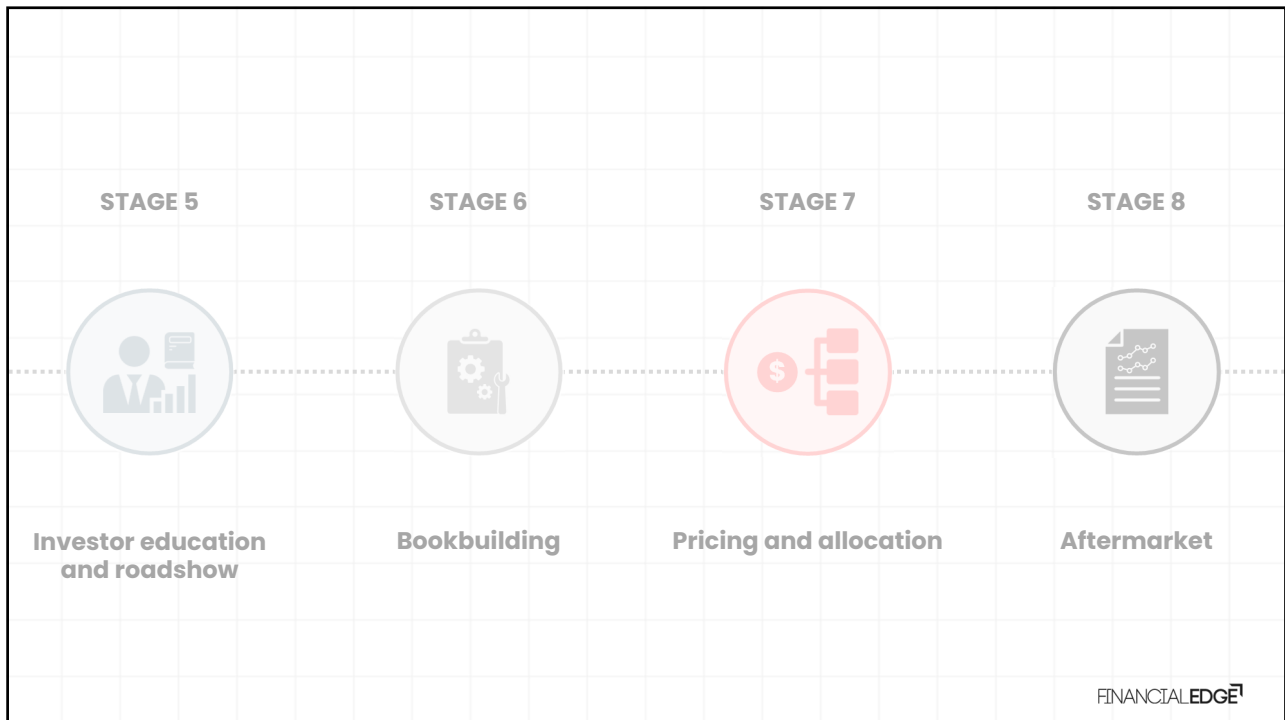 STAGE 5
STAGE 6
STAGE 7
STAGE 8
$
Investor education
and roadshow
Bookbuilding
Pricing and allocation
Aftermarket
FINANCIALEDGE